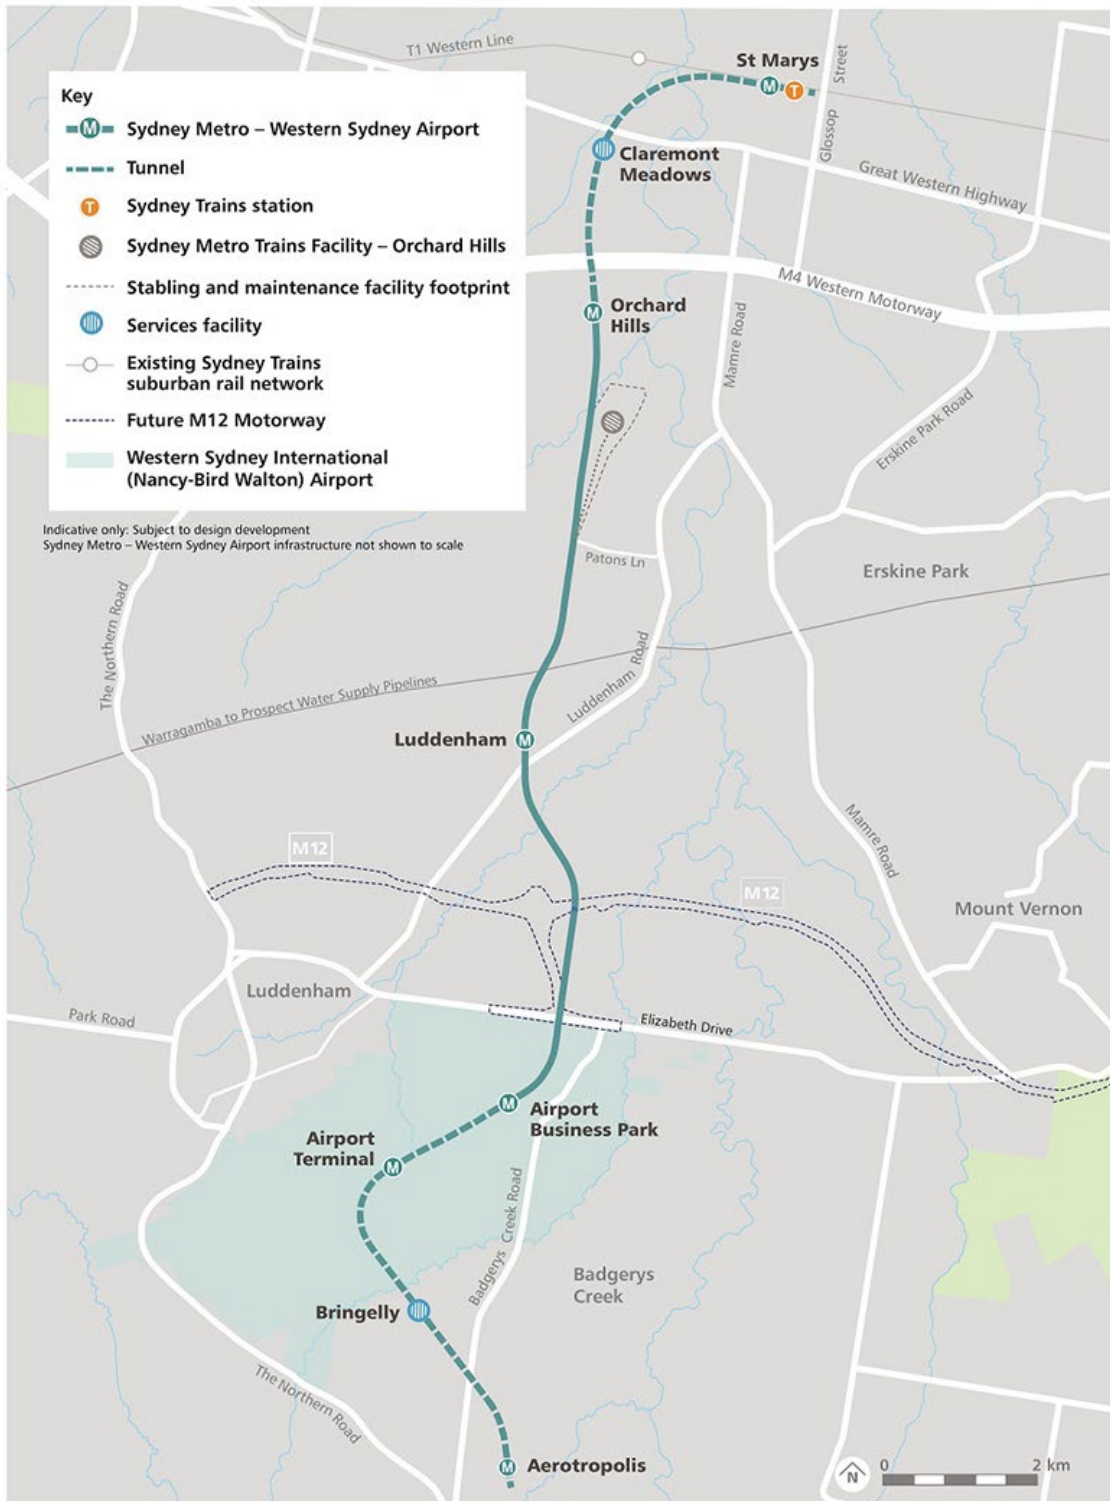 T1 Western Line
St Marys
M
T
Glossop Street
Key
M
Sydney Metro – Western Sydney Airport
Tunnel
T
Sydney Trains station
Sydney Metro Trains Facility – Orchard Hills
Stabling and maintenance facility footprint
Services facility
Existing Sydney Trains
suburban rail network
Future M12 Motorway
Western Sydney International
(Nancy-Bird Walton) Airport
Indicative only: Subject to design development
Sydney Metro – Western Sydney Airport infrastructure not shown to scale
Claremont
Meadows
Great Western Highway
M4 Western Motorway
M
Orchard
Hills
Mamre Road
Erskine Park Road
Patons Ln
Erskine Park
The Northern Road
Luddenham Road
Warragamba to Prospect Water Supply Pipelines
Luddenham
M
M12
Mamre Road
M12
Mount Vernon
Luddenham
Park Road
Elizabeth Drive
M
Airport
Business Park
Airport
Terminal
M
Badgerys Creek Road
Badgerys
Creek
Bringelly
The Northern Road
M
Aerotropolis
N
0
2 km